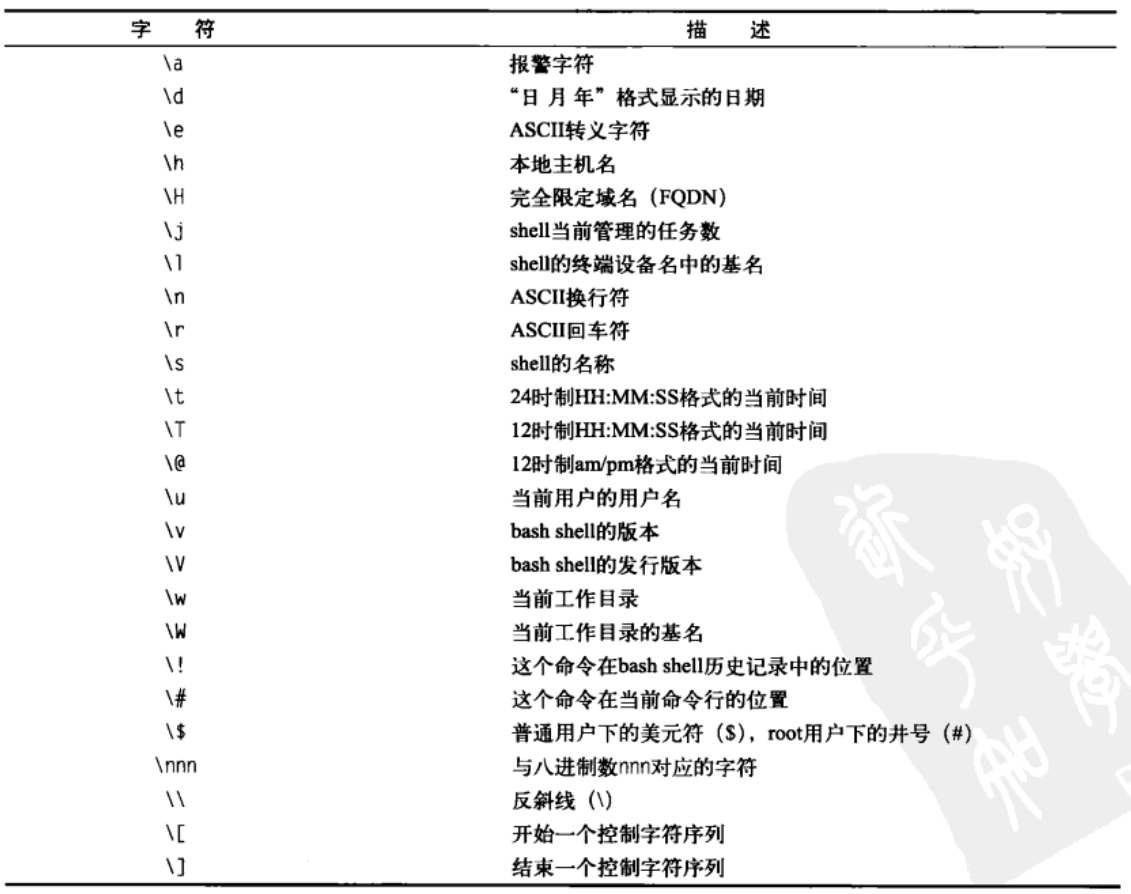 字 符 描 述
\a 报警字符
\d “日 月 年”格式显示的日期
\e ASCII转义字符
\h 本地主机名
\H 完全限定域名（FQDN）
\j shell当前管理的任务数
\l shell的终端设备名中的基名
\n ASCII换行符
\r ASCII回车符
\s shell的名称
\t 24时制HH:MM:SS格式的当前时间
\T 12时制HH:MM:SS格式的当前时间
\@ 12时制am/pm格式的当前时间
\u 当前用户的用户名
\v bash shell的版本
\V bash shell的发行版本
\w 当前工作目录
\W 当前工作目录的基名
\! 这个命令在bash shell历史记录中的位置
\# 这个命令在当前命令行的位置
\$ 普通用户下的美元符（$），root用户下的井号（#）
\nnn 与八进制数nnn对应的字符
\\ 反斜线（\）
\[ 开始一个控制字符序列
\] 结束一个控制字符序列